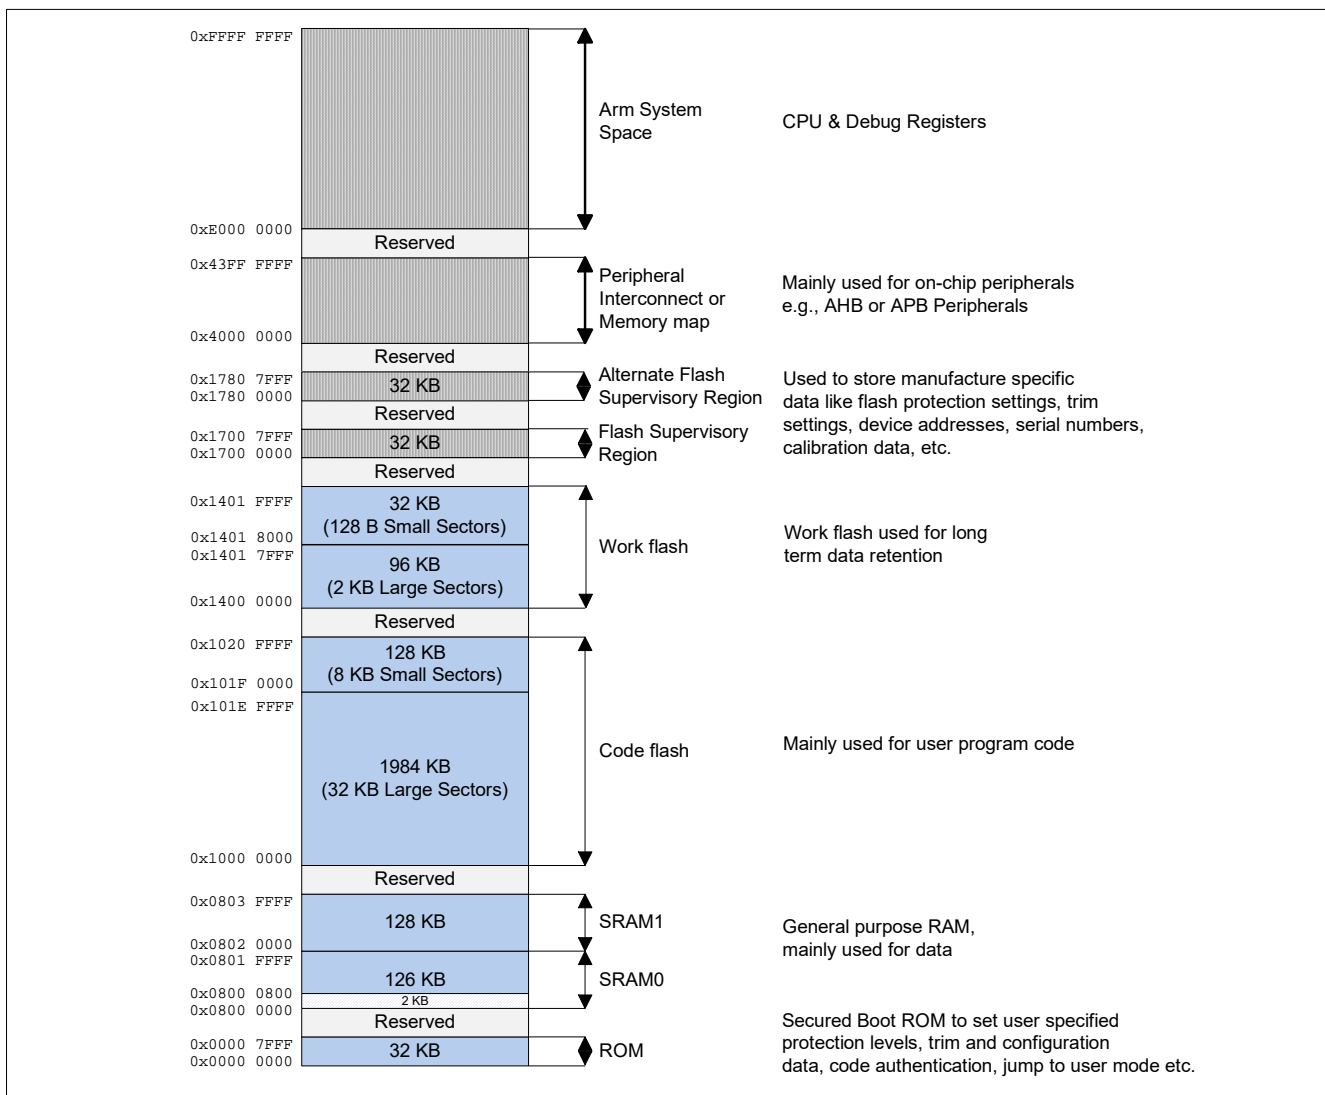 0xFFFF FFFF
Arm System
Space
CPU & Debug Registers
0xE000 0000
Reserved
0x43FF FFFF
Peripheral
Interconnect or
Memory map
Mainly used for on-chip peripherals
e.g., AHB or APB Peripherals
0x4000 0000
Reserved
0x1780 7FFF
32 KB
0x1780 0000
Alternate Flash
Supervisory Region
Used to store manufacture specific
data like flash protection settings, trim
settings, device addresses, serial numbers,
calibration data, etc.
Reserved
0x1700 7FFF
32 KB
0x1700 0000
Flash Supervisory
Region
Reserved
0x1401 FFFF
32 KB
(128 B Small Sectors)
0x1401 8000
0x1401 7FFF
96 KB
(2 KB Large Sectors)
0x1400 0000
Work flash
Work flash used for long
term data retention
Reserved
0x1020 FFFF
128 KB
(8 KB Small Sectors)
0x101F 0000
0x101E FFFF
1984 KB
(32 KB Large Sectors)
0x1000 0000
Code flash
Mainly used for user program code
Reserved
0x0803 FFFF
128 KB
SRAM1
0x0802 0000
General purpose RAM,
mainly used for data
0x0801 FFFF
126 KB
SRAM0
0x0800 0800
2 KB
0x0800 0000
Reserved
0x0000 7FFF
32 KB
ROM
0x0000 0000
Secured Boot ROM to set user specified
protection levels, trim and configuration
data, code authentication, jump to user mode etc.